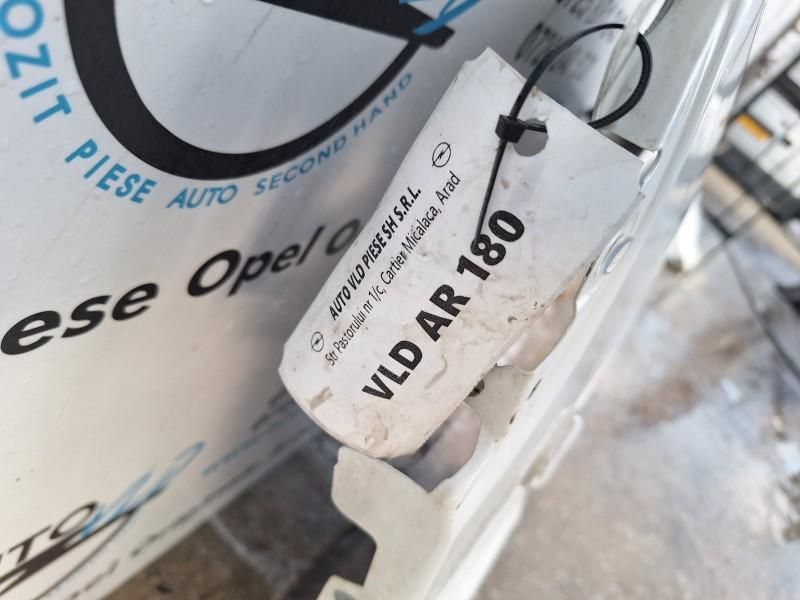 OZIT PIESE AUTO SECOND HAND
ese Opel
AUTO VLD PIESE SH S.R.L.
Str Pastorului nr 1/c, Cartier Micalaca, Arad
VLD AR 180